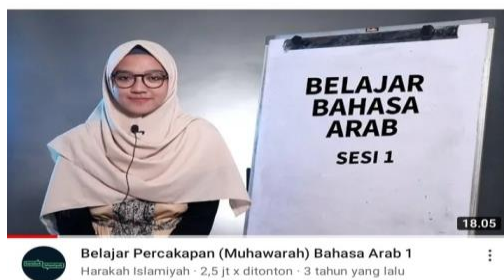 BELAJAR
BAHASA
ARAB
SESI 1
18.05
Belajar Percakapan (Muhawarah) Bahasa Arab 1
Harakah Islamiyah · 2,5 jt x ditonton · 3 tahun yang lalu